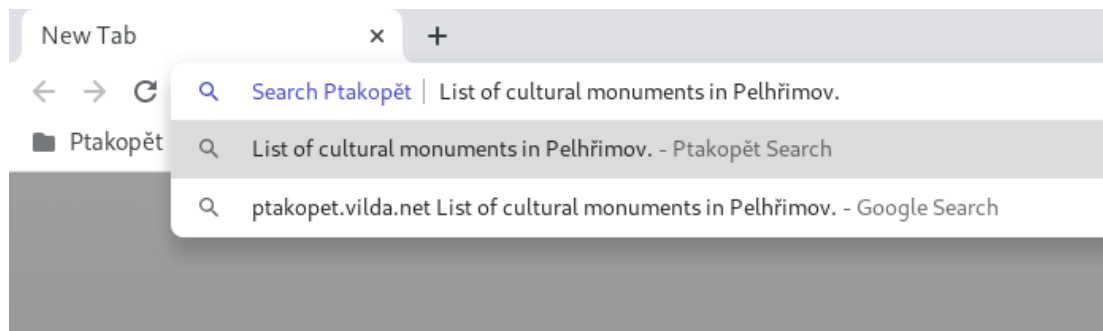 New Tab
Search Ptakopět List of cultural monuments in Pelhřimov.
Ptakopět
List of cultural monuments in Pelhřimov. - Ptakopět Search
ptakopet.vilda.net List of cultural monuments in Pelhřimov. - Google Search